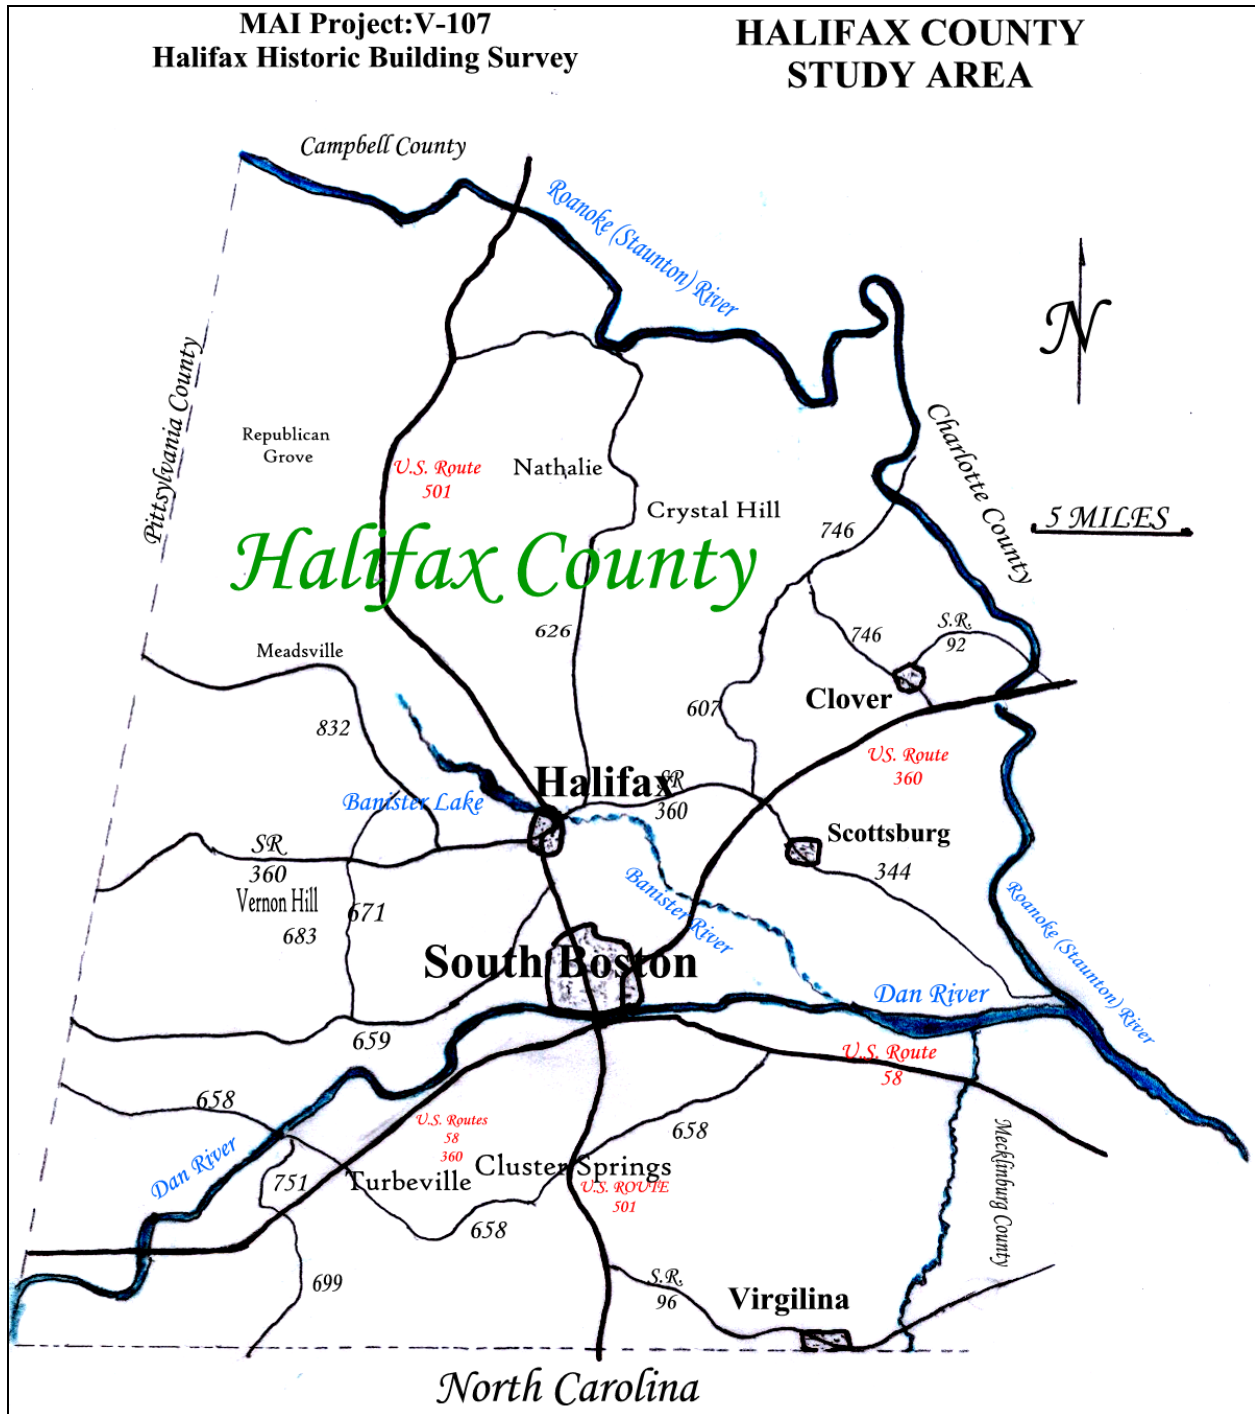 MAI Project:V-107
Halifax Historic Building Survey
HALIFAX COUNTY
STUDY AREA
Campbell County
Roanoke (Staunton) River
N
Pittsylvania County
Charlotte County
Republican
Grove
U.S. Route
501
Nathalie
Crystal Hill
5 MILES
746
Halifax County
626
746
S.R.
92
Meadsville
Clover
832
607
US. Route
360
Halifax
SR
360
Banister Lake
Scottsburg
SR
360
344
Vernon Hill
671
683
Banister River
Roanoke (Staunton) River
South Boston
Dan River
659
U.S. Route
58
658
U.S. Routes
58
360
658
Mecklinburg County
Dan River
751
Turbeville
Cluster Springs
U.S. ROUTE
501
658
699
S.R.
96
Virgilina
North Carolina